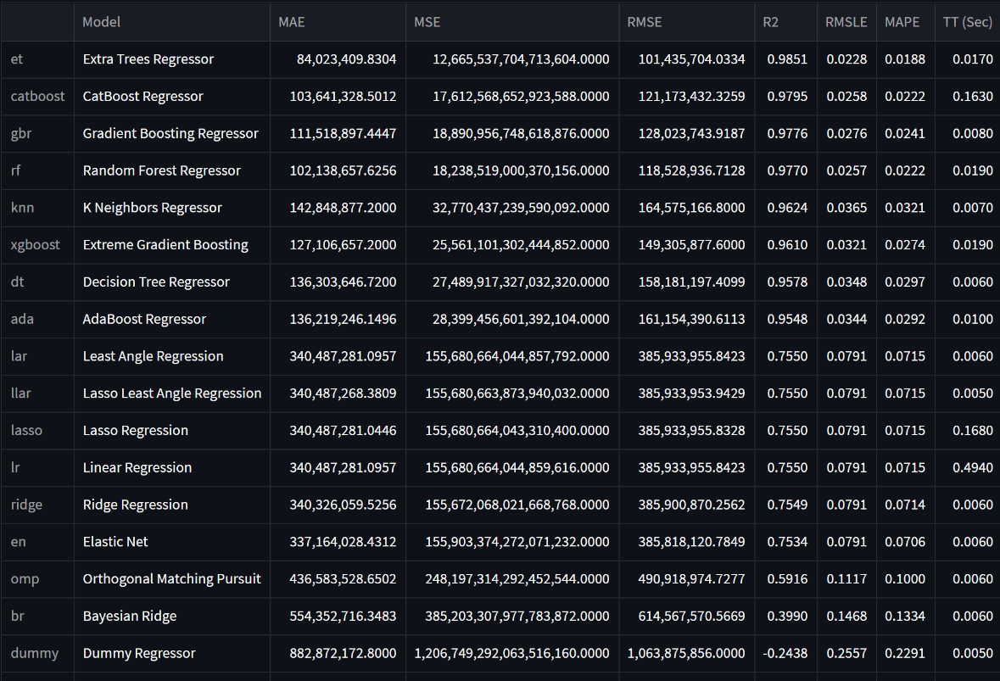 Model MAE MSE RMSE R2 RMSLE MAPE TT (Sec)
et Extra Trees Regressor 84,023,409.8304 12,665,537,704,713,604.0000 101,435,704.0334 0.9851 0.0228 0.0188 0.0170
catboost CatBoost Regressor 103,641,328.5012 17,612,568,652,923,588.0000 121,173,432.3259 0.9795 0.0258 0.0222 0.1630
gbr Gradient Boosting Regressor 111,518,897.4447 18,890,956,748,618,876.0000 128,023,743.9187 0.9776 0.0276 0.0241 0.0080
rf Random Forest Regressor 102,138,657.6256 18,238,519,000,370,156.0000 118,528,936.7128 0.9770 0.0257 0.0222 0.0190
knn K Neighbors Regressor 142,848,877.2000 32,770,437,239,590,092.0000 164,575,166.8000 0.9624 0.0365 0.0321 0.0070
xgboost Extreme Gradient Boosting 127,106,657.2000 25,561,101,302,444,852.0000 149,305,877.6000 0.9610 0.0321 0.0274 0.0190
dt Decision Tree Regressor 136,303,646.7200 27,489,917,327,032,320.0000 158,181,197.4099 0.9578 0.0348 0.0297 0.0060
ada AdaBoost Regressor 136,219,246.1496 28,399,456,601,392,104.0000 161,154,390.6113 0.9548 0.0344 0.0292 0.0100
lar Least Angle Regression 340,487,281.0957 155,680,664,044,857,792.0000 385,933,955.8423 0.7550 0.0791 0.0715 0.0060
llar Lasso Least Angle Regression 340,487,268.3809 155,680,663,873,940,032.0000 385,933,953.9429 0.7550 0.0791 0.0715 0.0050
lasso Lasso Regression 340,487,281.0446 155,680,664,043,310,400.0000 385,933,955.8328 0.7550 0.0791 0.0715 0.1680
lr Linear Regression 340,487,281.0957 155,680,664,044,859,616.0000 385,933,955.8423 0.7550 0.0791 0.0715 0.4940
ridge Ridge Regression 340,326,059.5256 155,672,068,021,668,768.0000 385,900,870.2562 0.7549 0.0791 0.0714 0.0060
en Elastic Net 337,164,028.4312 155,903,374,272,071,232.0000 385,818,120.7849 0.7534 0.0791 0.0706 0.0060
omp Orthogonal Matching Pursuit 436,583,528.6502 248,197,314,292,452,544.0000 490,918,974.7277 0.5916 0.1117 0.1000 0.0060
br Bayesian Ridge 554,352,716.3483 385,203,307,977,783,872.0000 614,567,570.5669 0.3990 0.1468 0.1334 0.0060
dummy Dummy Regressor 882,872,172.8000 1,206,749,292,063,516,160.0000 1,063,875,856.0000 -0.2438 0.2557 0.2291 0.0050